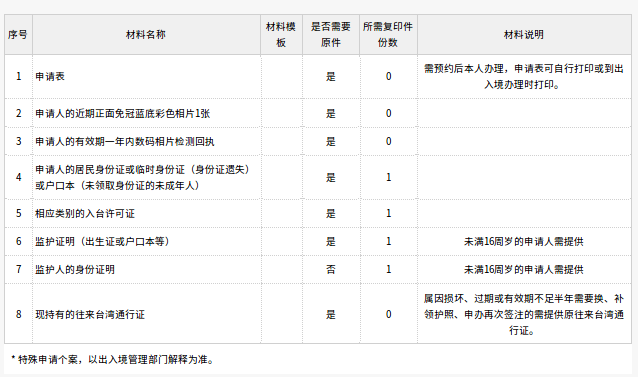 序号 材料名称 材料模板 是否需要原件 所需复印件份数 材料说明
1 申请表 是 0 需预约后本人办理，申请表可自行打印或到出入境办理时打印。
2 申请人的近期正面免冠蓝底彩色相片1张 是 0
3 申请人的有效期一年内数码相片检测回执 是 0
4 申请人的居民身份证或临时身份证（身份证遗失）或户口本（未领取身份证的未成年人） 是 1
5 相应类别的入台许可证 是 1
6 监护证明（出生证或户口本等） 是 1 未满16周岁的申请人需提供
7 监护人的身份证明 否 1 未满16周岁的申请人需提供
8 现持有的往来台湾通行证 是 0 属因损坏、过期或有效期不足半年需要换、补领护照、申办再次签注的需提供原往来台湾通行证。
* 特殊申请个案，以出入境管理部门解释为准。